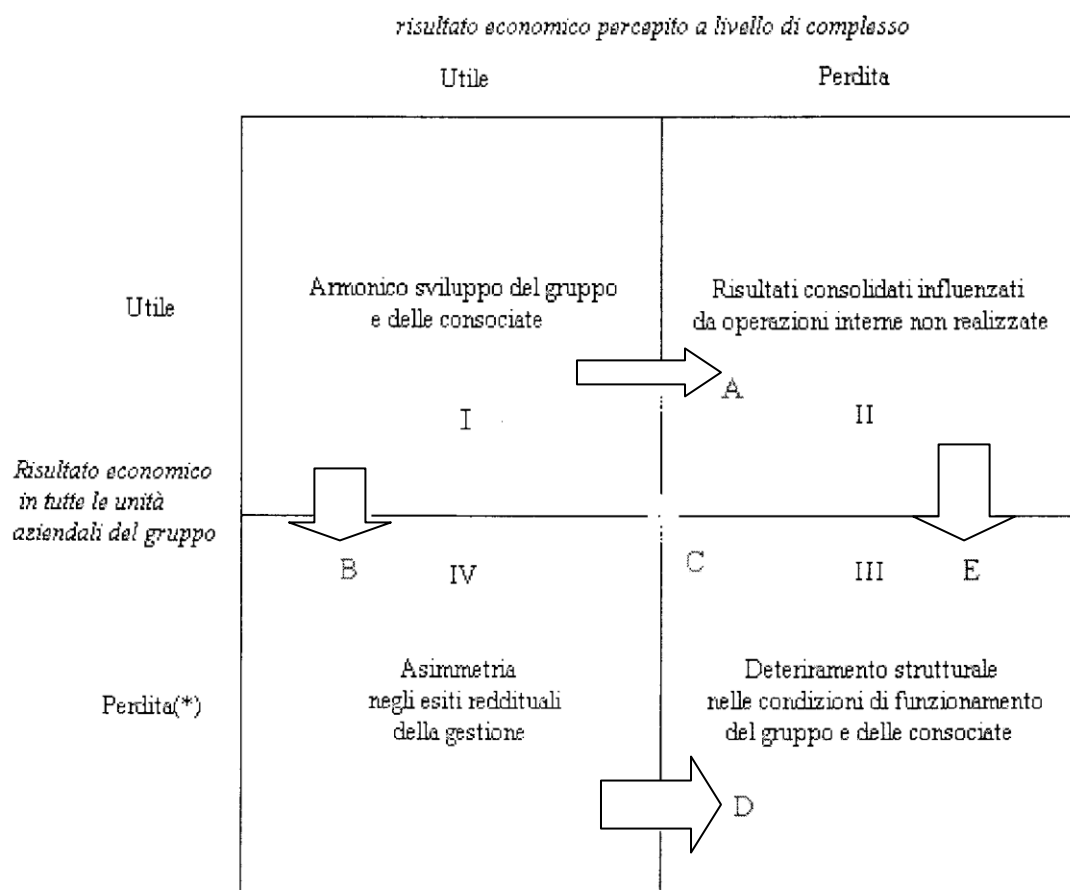 risultato economico percepito a livello di complesso
Utile
Perdita
Utile
Armonico sviluppo del gruppo
e delle consociate
Risultati consolidati influenzati
da operazioni interne non realizzate
A
I
II
Risultato economico
in tutte le unità
aziendali del gruppo
B
IV
C
III
E
Perdita(*)
Asimmetria
negli esiti reddituali
della gestione
Deteriramento strutturale
nelle condizioni di funzionamento
del gruppo e delle consociate
D